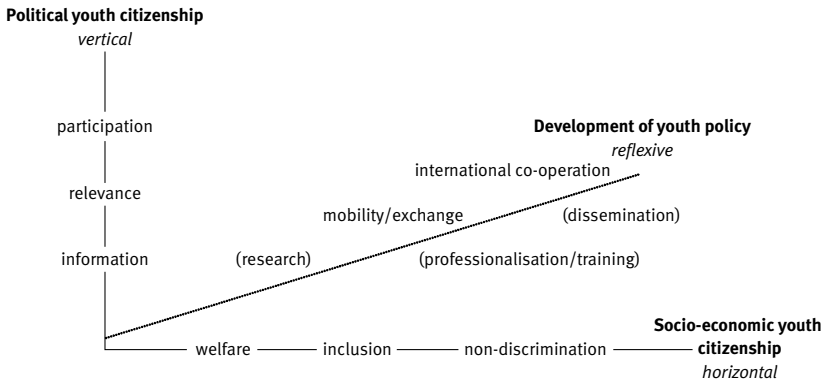 Political youth citizenship
vertical
participation
Development of youth policy
reflexive
international co-operation
relevance
mobility/exchange
(dissemination)
information
(research)
(professionalisation/training)
Socio-economic youth
citizenship
welfare
inclusion
non-discrimination
horizontal